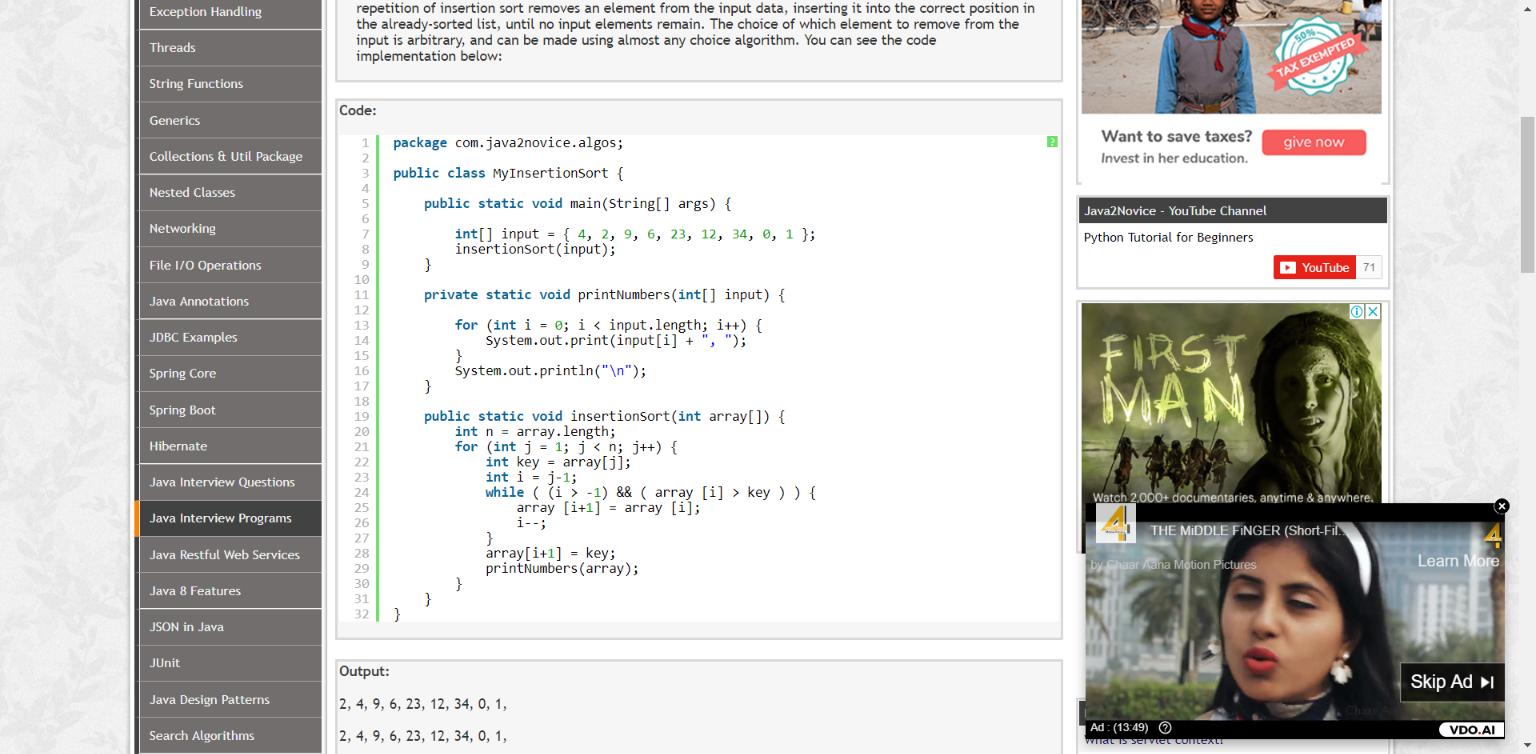 Exception Handling
Threads
String Functions
Generics
Collections & Util Package
Nested Classes
Networking
File I/O Operations
Java Annotations
JDBC Examples
Spring Core
Spring Boot
Hibernate
Java Interview Questions
Java Interview Programs
Java Restful Web Services
Java 8 Features
JSON in Java
JUnit
Java Design Patterns
Search Algorithms
repetition of insertion sort removes an element from the input data, inserting it into the correct position in
the already-sorted list, until no input elements remain. The choice of which element to remove from the
input is arbitrary, and can be made using almost any choice algorithm. You can see the code
implementation below:
Code:
?
1 package com.java2novice.algos;
2
3 public class MyInsertionSort {
4
5     public static void main(String[] args) {
6
7         int[] input = { 4, 2, 9, 6, 23, 12, 34, 0, 1 };
8         insertionSort(input);
9     }
10
11     private static void printNumbers(int[] input) {
12
13         for (int i = 0; i < input.length; i++) {
14             System.out.print(input[i] + ", ");
15         }
16         System.out.println("\n");
17     }
18
19     public static void insertionSort(int array[]) {
20         int n = array.length;
21         for (int j = 1; j < n; j++) {
22             int key = array[j];
23             int i = j-1;
24             while ( (i > -1) && ( array [i] > key ) ) {
25                 array [i+1] = array [i];
26                 i--;
27             }
28             array[i+1] = key;
29             printNumbers(array);
30         }
31     }
32 }
Output:
2, 4, 9, 6, 23, 12, 34, 0, 1,
2, 4, 9, 6, 23, 12, 34, 0, 1,
50%
TAX EXEMPTED
Want to save taxes?
Invest in her education.
give now
Java2Novice - YouTube Channel
Python Tutorial for Beginners
YouTube 71
FIRST
MAN
Watch 2,000+ documentaries, anytime & anywhere.
4
THE MiDDLE FiNGER (Short-Fil...
4
by Chaar Aana Motion Pictures
Learn More
Skip Ad
Ad : (13:49) ?
VDO.AI
What is servlet context?